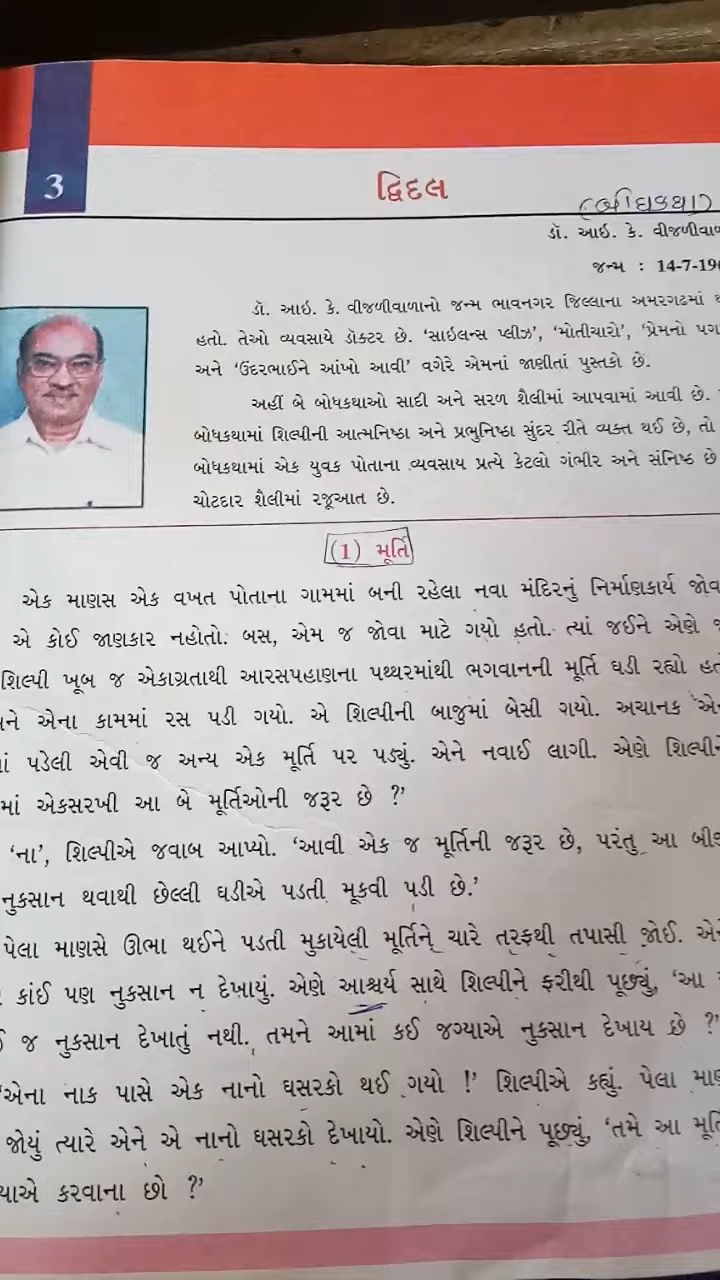 3
દ્વિદલ
(બોધકથા)
ડૉ. આઇ. કે. વીજળીવાળ
જન્મ : 14-7-19
ડૉ. આઇ. કે. વીજળીવાળાનો જન્મ ભાવનગર જિલ્લાના અમરગઢમાં
હતો. તેઓ વ્યવસાયે ડૉક્ટર છે. ‘સાઇલન્સ પ્લીઝ’, ‘મોતીચારો’, ‘પ્રેમનો પગ
અને ‘ઉંદરભાઈને આંખો આવી’ વગેરે એમનાં જાણીતાં પુસ્તકો છે.
અહીં બે બોધકથાઓ સાદી અને સરળ શૈલીમાં આપવામાં આવી છે.
બોધકથામાં શિલ્પીની આત્મનિષ્ઠા અને પ્રભુનિષ્ઠા સુંદર રીતે વ્યક્ત થઈ છે, તો
બોધકથામાં એક યુવક પોતાના વ્યવસાય પ્રત્યે કેટલો ગંભીર અને સંનિષ્ઠ છે
ચોટદાર શૈલીમાં રજૂઆત છે.
(1) મૂર્તિ
એક માણસ એક વખત પોતાના ગામમાં બની રહેલા નવા મંદિરનું નિર્માણકાર્ય જોવ
એ કોઈ જાણકાર નહોતો. બસ, એમ જ જોવા માટે ગયો હતો. ત્યાં જઈને એણે
શિલ્પી ખૂબ જ એકાગ્રતાથી આરસપહાણના પથ્થરમાંથી ભગવાનની મૂર્તિ ઘડી રહ્યો હત
ને એના કામમાં રસ પડી ગયો. એ શિલ્પીની બાજુમાં બેસી ગયો. અચાનક એન
માં પડેલી એવી જ અન્ય એક મૂર્તિ પર પડ્યું. એને નવાઈ લાગી. એણે શિલ્પીને
માં એકસરખી આ બે મૂર્તિઓની જરૂર છે ?’
‘ના’, શિલ્પીએ જવાબ આપ્યો. ‘આવી એક જ મૂર્તિની જરૂર છે, પરંતુ આ બીજ
નુકસાન થવાથી છેલ્લી ઘડીએ પડતી મૂકવી પડી છે.’
પેલા માણસે ઊભા થઈને પડતી મુકાયેલી મૂર્તિને ચારે તરફથી તપાસી જોઈ. એન
કાંઈ પણ નુકસાન ન દેખાયું. એણે આશ્ચર્ય સાથે શિલ્પીને ફરીથી પૂછ્યું, ‘આ
જ નુકસાન દેખાતું નથી. તમને આમાં કઈ જગ્યાએ નુકસાન દેખાય છે ?’
‘એના નાક પાસે એક નાનો ઘસરકો થઈ ગયો !’ શિલ્પીએ કહ્યું. પેલા માણ
જોયું ત્યારે એને એ નાનો ઘસરકો દેખાયો. એણે શિલ્પીને પૂછ્યું, ‘તમે આ મૂર્તિ
યાએ કરવાના છો ?’